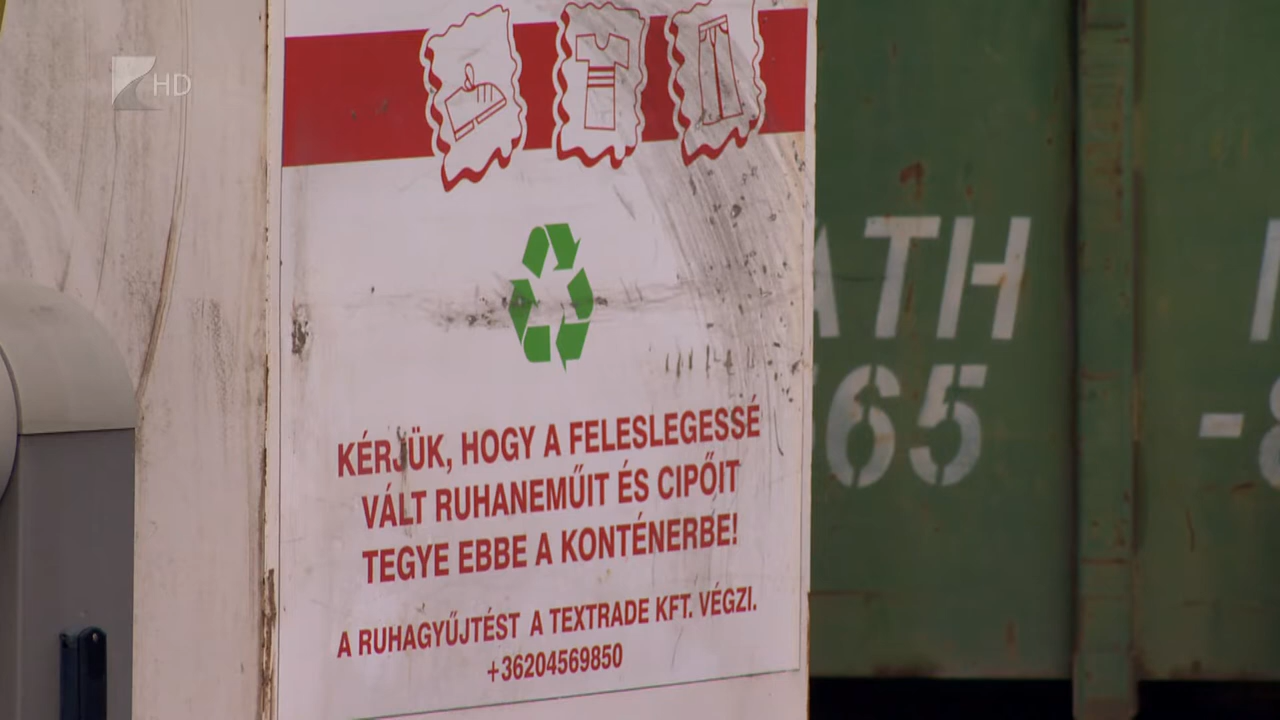 HD
KÉRJÜK, HOGY A FELESLEGESSÉ
VÁLT RUHANEMŰIT ÉS CIPŐIT
TEGYE EBBE A KONTÉNERBE!
A RUHAGYŰJTÉST A TEXTRADE KFT. VÉGZI.
+36204569850
ATH
65